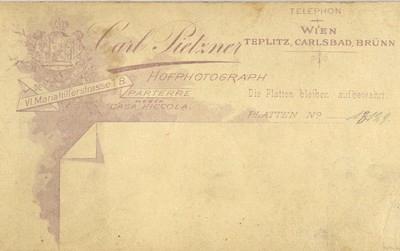 TELEPHON
WIEN
TEPLITZ, CARLSBAD, BRÜNN
Carl Pietzner
HOFPHOTOGRAPH
VI. Mariahilferstrasse
PARTERRE
NEBEN
CASA PICCOLA.
Die Platten bleiben aufbewahrt.
PLATTEN No